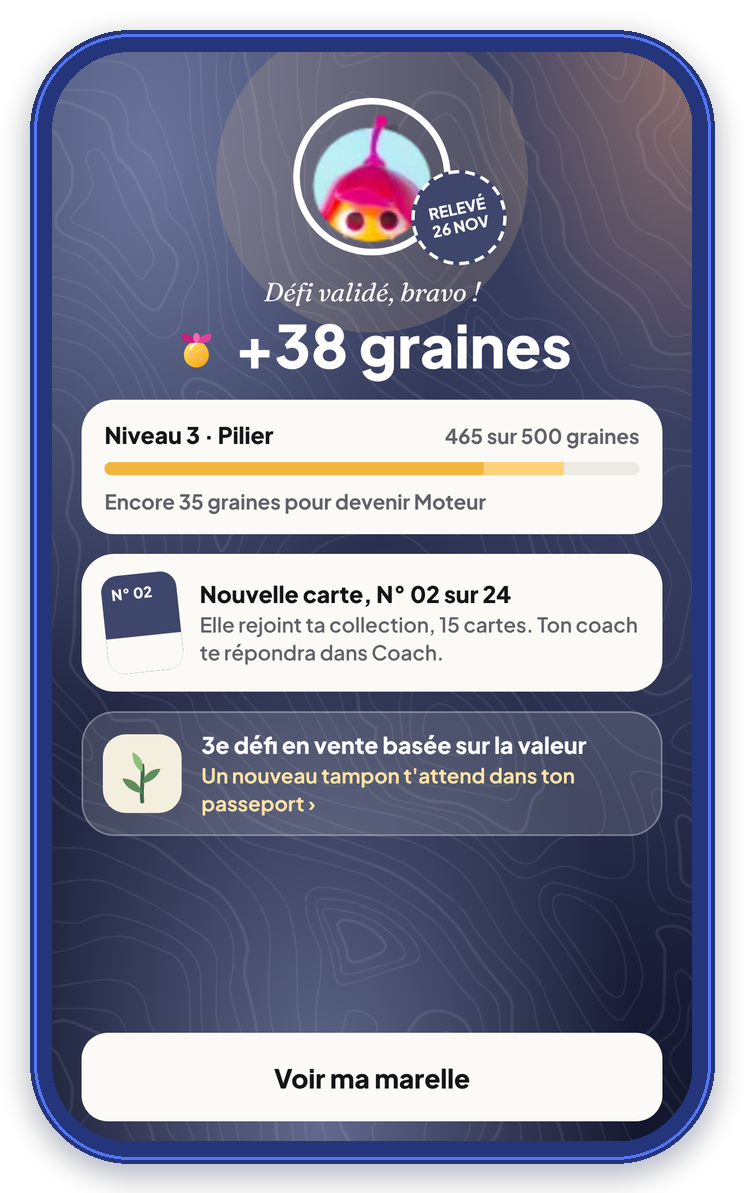 RELEVÉ
26 NOV
Défi validé, bravo !
+38 graines
Niveau 3 · Pilier
465 sur 500 graines
Encore 35 graines pour devenir Moteur
N° 02
Nouvelle carte, N° 02 sur 24
Elle rejoint ta collection, 15 cartes. Ton coach
te répondra dans Coach.
3e défi en vente basée sur la valeur
Un nouveau tampon t'attend dans ton
passeport ›
Voir ma marelle